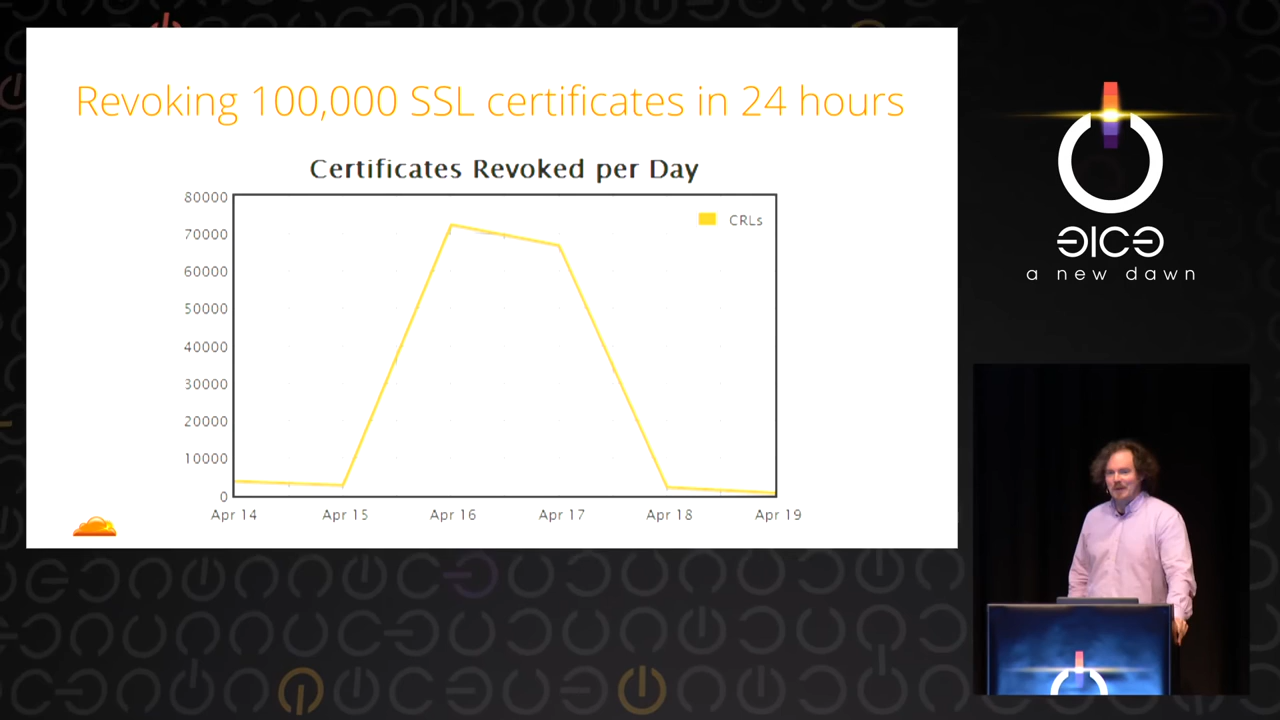 Revoking 100,000 SSL certificates in 24 hours
Certificates Revoked per Day
80000
70000
60000
50000
40000
30000
20000
10000
0
CRLs
Apr 14
Apr 15
Apr 16
Apr 17
Apr 18
Apr 19
31C3
a new dawn